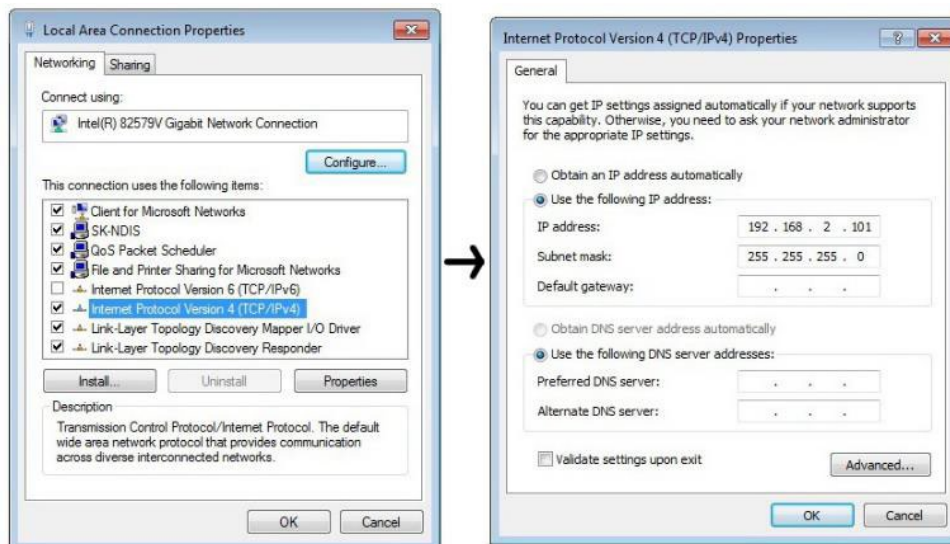 Local Area Connection Properties
Networking
Sharing
Connect using:
Intel(R) 82579V Gigabit Network Connection
Configure...
This connection uses the following items:
Client for Microsoft Networks
SK-NDIS
QoS Packet Scheduler
File and Printer Sharing for Microsoft Networks
Internet Protocol Version 6 (TCP/IPv6)
Internet Protocol Version 4 (TCP/IPv4)
Link-Layer Topology Discovery Mapper I/O Driver
Link-Layer Topology Discovery Responder
Install...
Uninstall
Properties
Description
Transmission Control Protocol/Internet Protocol. The default
wide area network protocol that provides communication
across diverse interconnected networks.
OK
Cancel
Internet Protocol Version 4 (TCP/IPv4) Properties
General
You can get IP settings assigned automatically if your network supports
this capability. Otherwise, you need to ask your network administrator
for the appropriate IP settings.
Obtain an IP address automatically
Use the following IP address:
IP address: 192 . 168 . 2 . 101
Subnet mask: 255 . 255 . 255 . 0
Default gateway: . . .
Obtain DNS server address automatically
Use the following DNS server addresses:
Preferred DNS server: . . .
Alternate DNS server: . . .
Validate settings upon exit
Advanced...
OK
Cancel